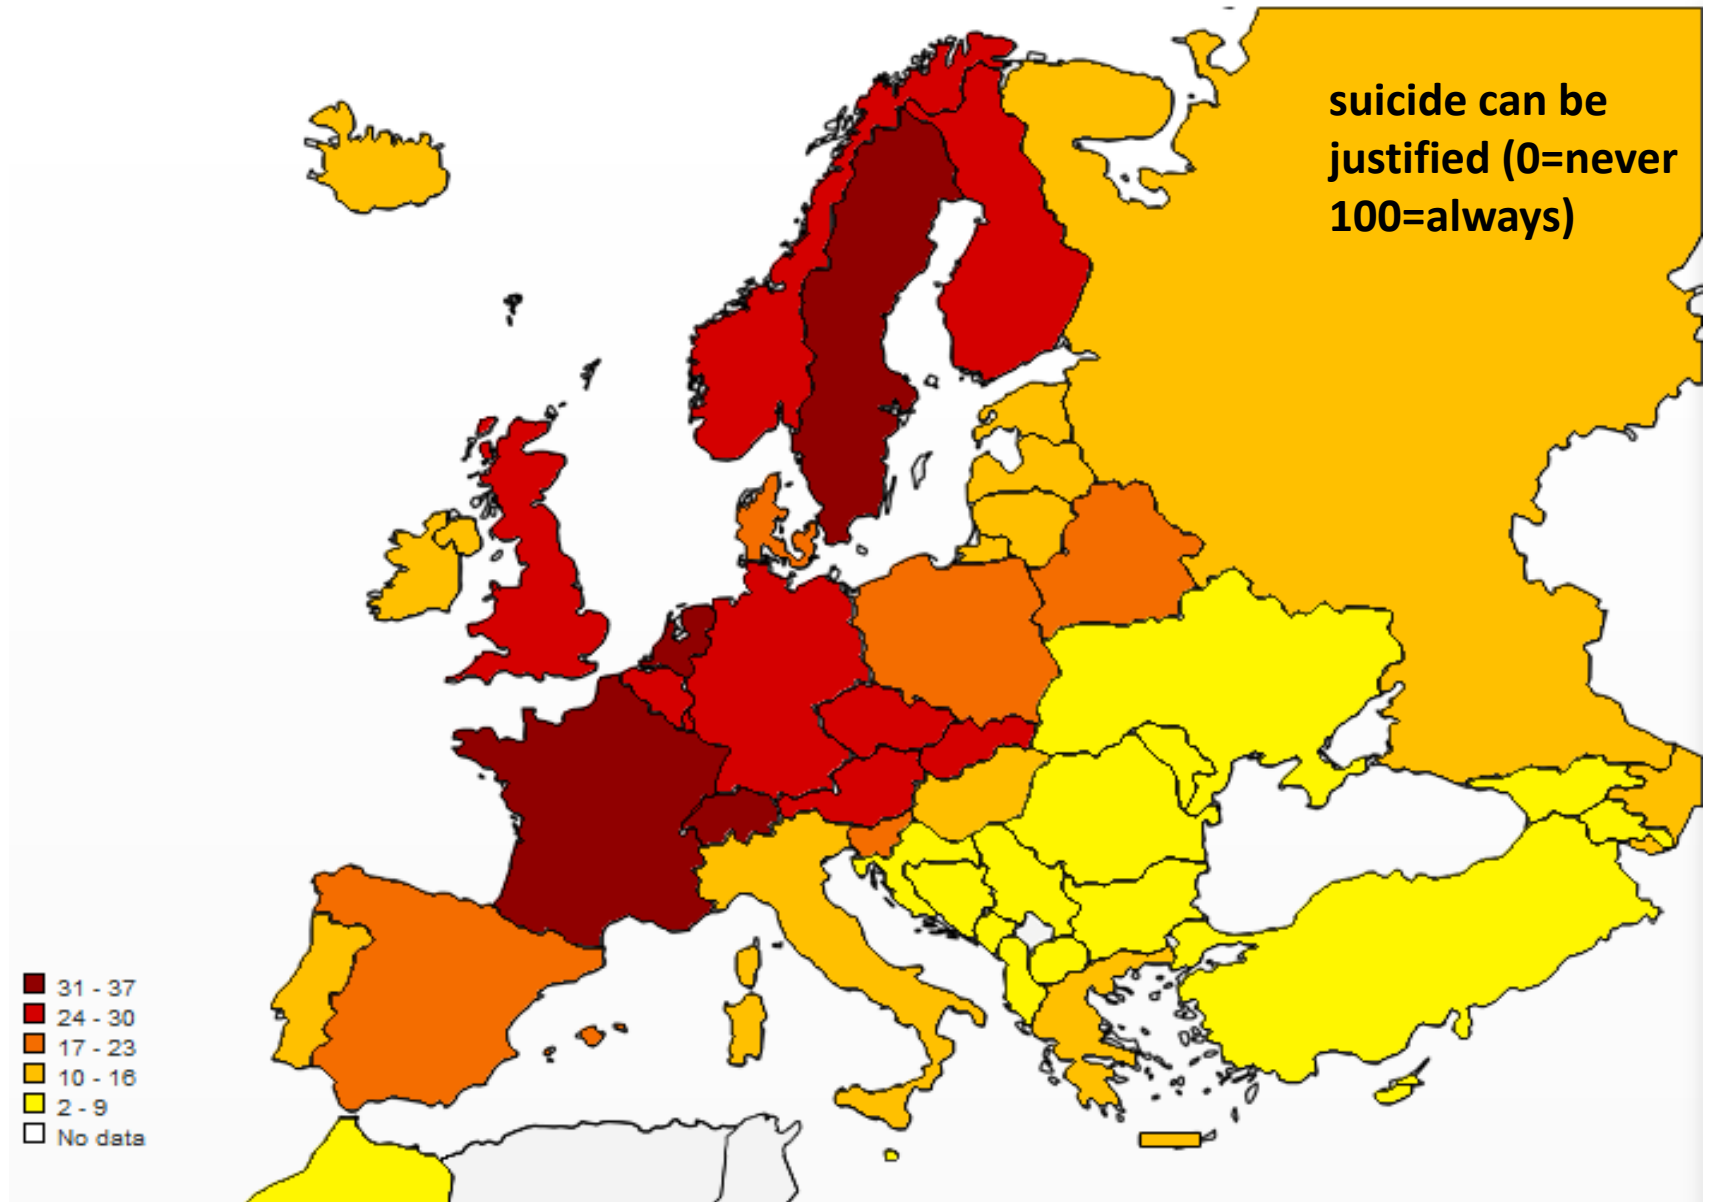 suicide can be
justified (0=never
100=always)
31 - 37
24 - 30
17 - 23
10 - 16
2 - 9
No data